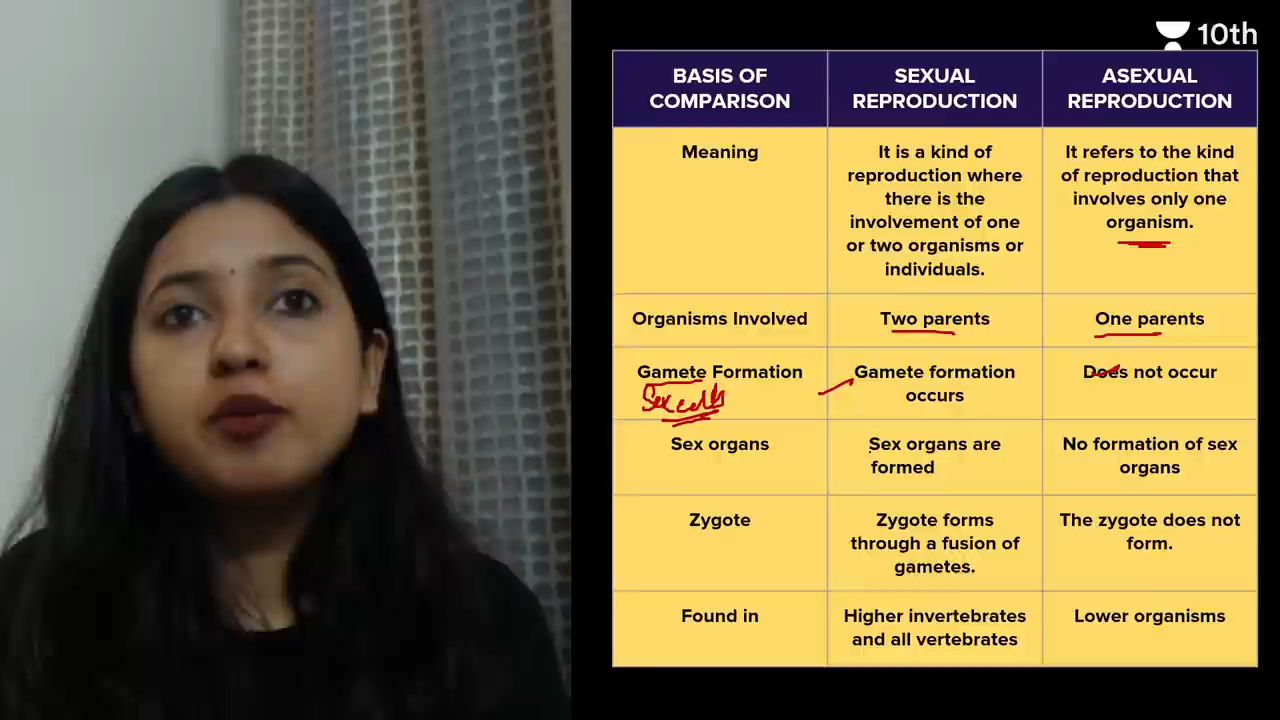 10th
BASIS OF
COMPARISON
SEXUAL
REPRODUCTION
ASEXUAL
REPRODUCTION
Meaning
It is a kind of
reproduction where
there is the
involvement of one
or two organisms or
individuals.
It refers to the kind
of reproduction that
involves only one
organism.
Organisms Involved
Two parents
One parents
Gamete Formation
Sex cells
Gamete formation
occurs
Does not occur
Sex organs
Sex organs are
formed
No formation of sex
organs
Zygote
Zygote forms
through a fusion of
gametes.
The zygote does not
form.
Found in
Higher invertebrates
and all vertebrates
Lower organisms